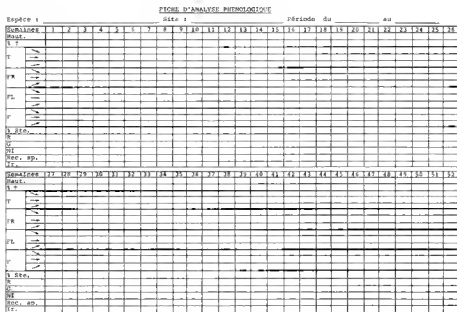 FICHE D'ANALYSE PHENOLOGIQUE
Espèce : Site : Période du au
Semaines 1 2 3 4 5 6 7 8 9 10 11 12 13 14 15 16 17 18 19 20 21 22 23 24 25 26
Haut.
T
FR
FL
F
% Ste.
R
G
NI
Rec. sp.
Tr.
Semaines 27 28 29 30 31 32 33 34 35 36 37 38 39 40 41 42 43 44 45 46 47 48 49 50 51 52
Haut.
T
FR
FL
F
% Ste.
R
G
NI
Rec. sp.
Tr.